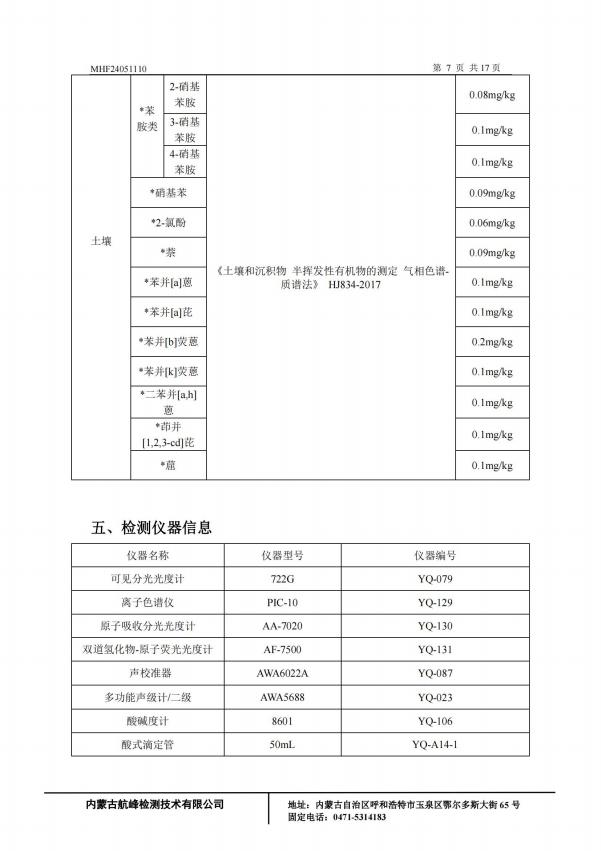 MHF24051110 第 7 页 共17页
土壤
*苯
胺类
2-硝基
苯胺
0.08mg/kg
3-硝基
苯胺
0.1mg/kg
4-硝基
苯胺
0.1mg/kg
*硝基苯
0.09mg/kg
*2-氯酚
0.06mg/kg
*萘
0.09mg/kg
《土壤和沉积物 半挥发性有机物的测定 气相色谱-
质谱法》 HJ834-2017
*苯并[a]蒽
0.1mg/kg
*苯并[a]芘
0.1mg/kg
*苯并[b]荧蒽
0.2mg/kg
*苯并[k]荧蒽
0.1mg/kg
*二苯并[a,h]
蒽
0.1mg/kg
*茚并
[1,2,3-cd]芘
0.1mg/kg
*䓛
0.1mg/kg
五、检测仪器信息
仪器名称 仪器型号 仪器编号
可见分光光度计 722G YQ-079
离子色谱仪 PIC-10 YQ-129
原子吸收分光光度计 AA-7020 YQ-130
双道氢化物-原子荧光光度计 AF-7500 YQ-131
声校准器 AWA6022A YQ-087
多功能声级计/二级 AWA5688 YQ-023
酸碱度计 8601 YQ-106
酸式滴定管 50mL YQ-A14-1
内蒙古航峰检测技术有限公司
地址：内蒙古自治区呼和浩特市玉泉区鄂尔多斯大街 65 号
固定电话：0471-5314183